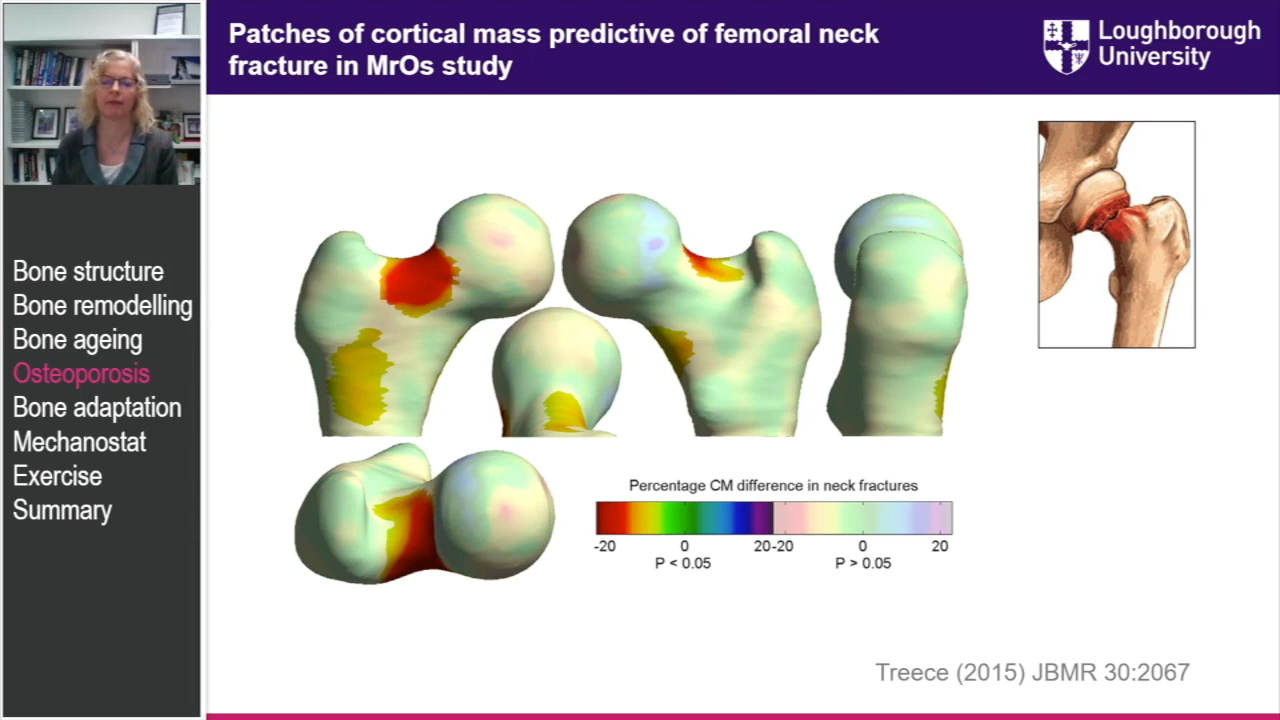 Patches of cortical mass predictive of femoral neck
fracture in MrOs study
Loughborough
University
Bone structure
Bone remodelling
Bone ageing
Osteoporosis
Bone adaptation
Mechanostat
Exercise
Summary
Percentage CM difference in neck fractures
-20 0 20 -20 0 20
P < 0.05 P > 0.05
Treece (2015) JBMR 30:2067